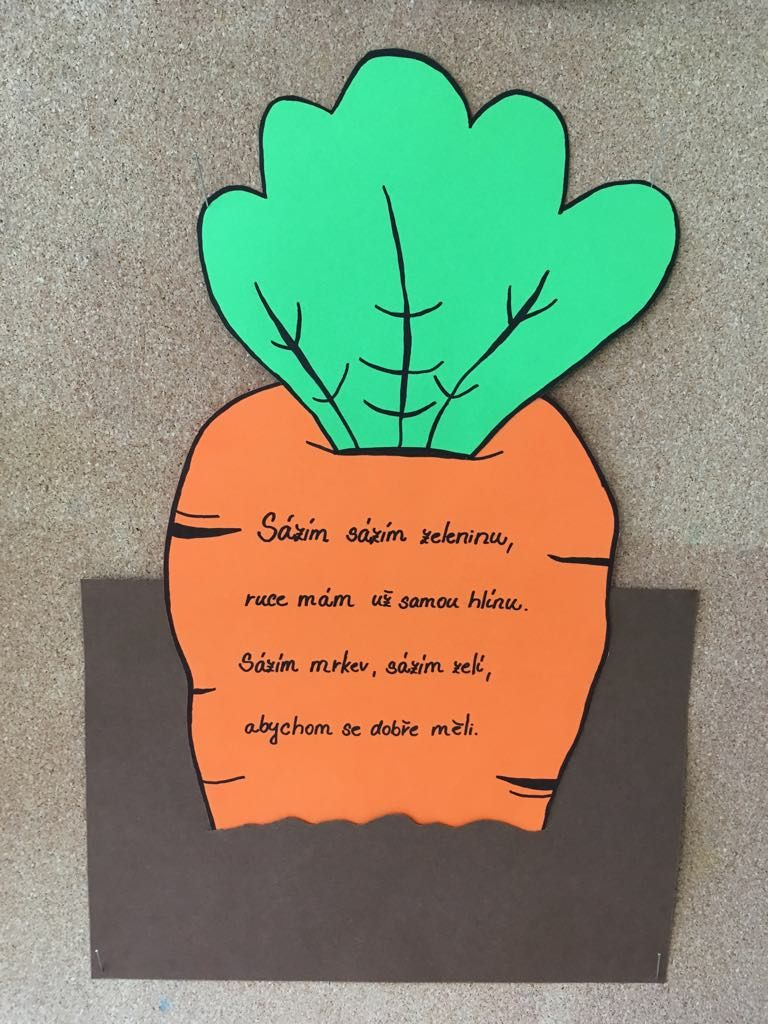 Sázím sázím zeleninu,
ruce mám už samou hlínu.
Sázím mrkev, sázím zelí,
abychom se dobře měli.